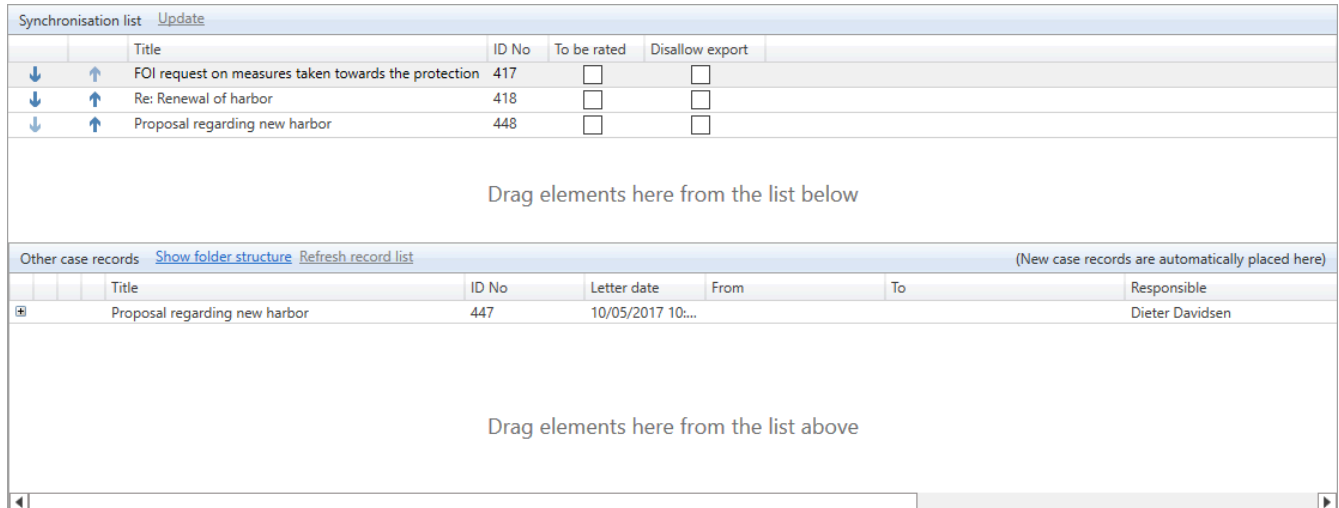 Synchronisation list Update
Title ID No To be rated Disallow export
FOI request on measures taken towards the protection 417
Re: Renewal of harbor 418
Proposal regarding new harbor 448
Drag elements here from the list below
Other case records Show folder structure Refresh record list (New case records are automatically placed here)
Title ID No Letter date From To Responsible
Proposal regarding new harbor 447 10/05/2017 10:... Dieter Davidsen
Drag elements here from the list above